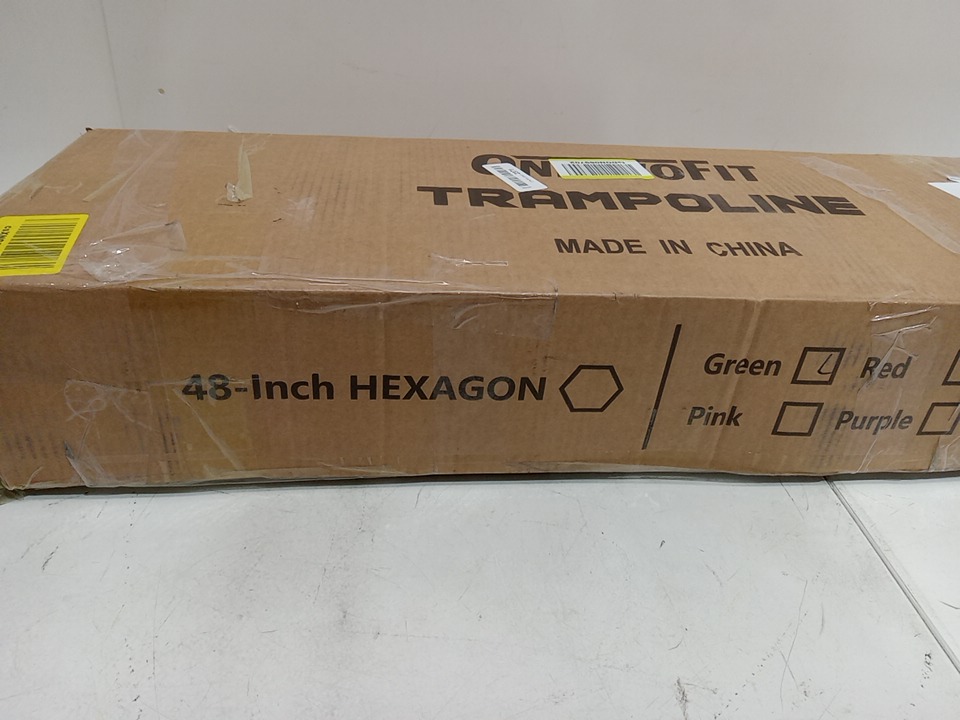 TRAMPOLINE
MADE IN CHINA
48-inch HEXAGON
Green Red
Pink Purple